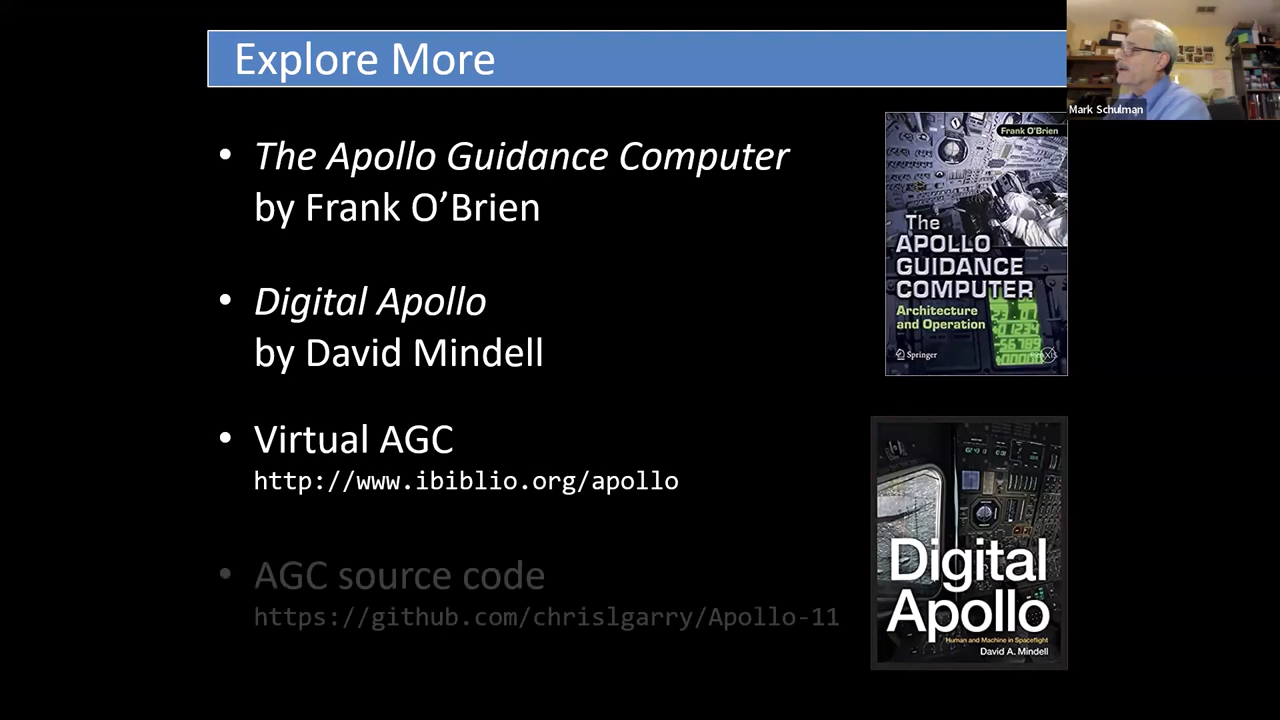 Explore More
Mark Schulman
• The Apollo Guidance Computer
by Frank O'Brien
• Digital Apollo
by David Mindell
• Virtual AGC
http://www.ibiblio.org/apollo
• AGC source code
https://github.com/chrislgarry/Apollo-11
Frank O'Brien
The
APOLLO
GUIDANCE
COMPUTER
Architecture
and Operation
Springer
Digital
Apollo
Human and Machine in Spaceflight
David A. Mindell